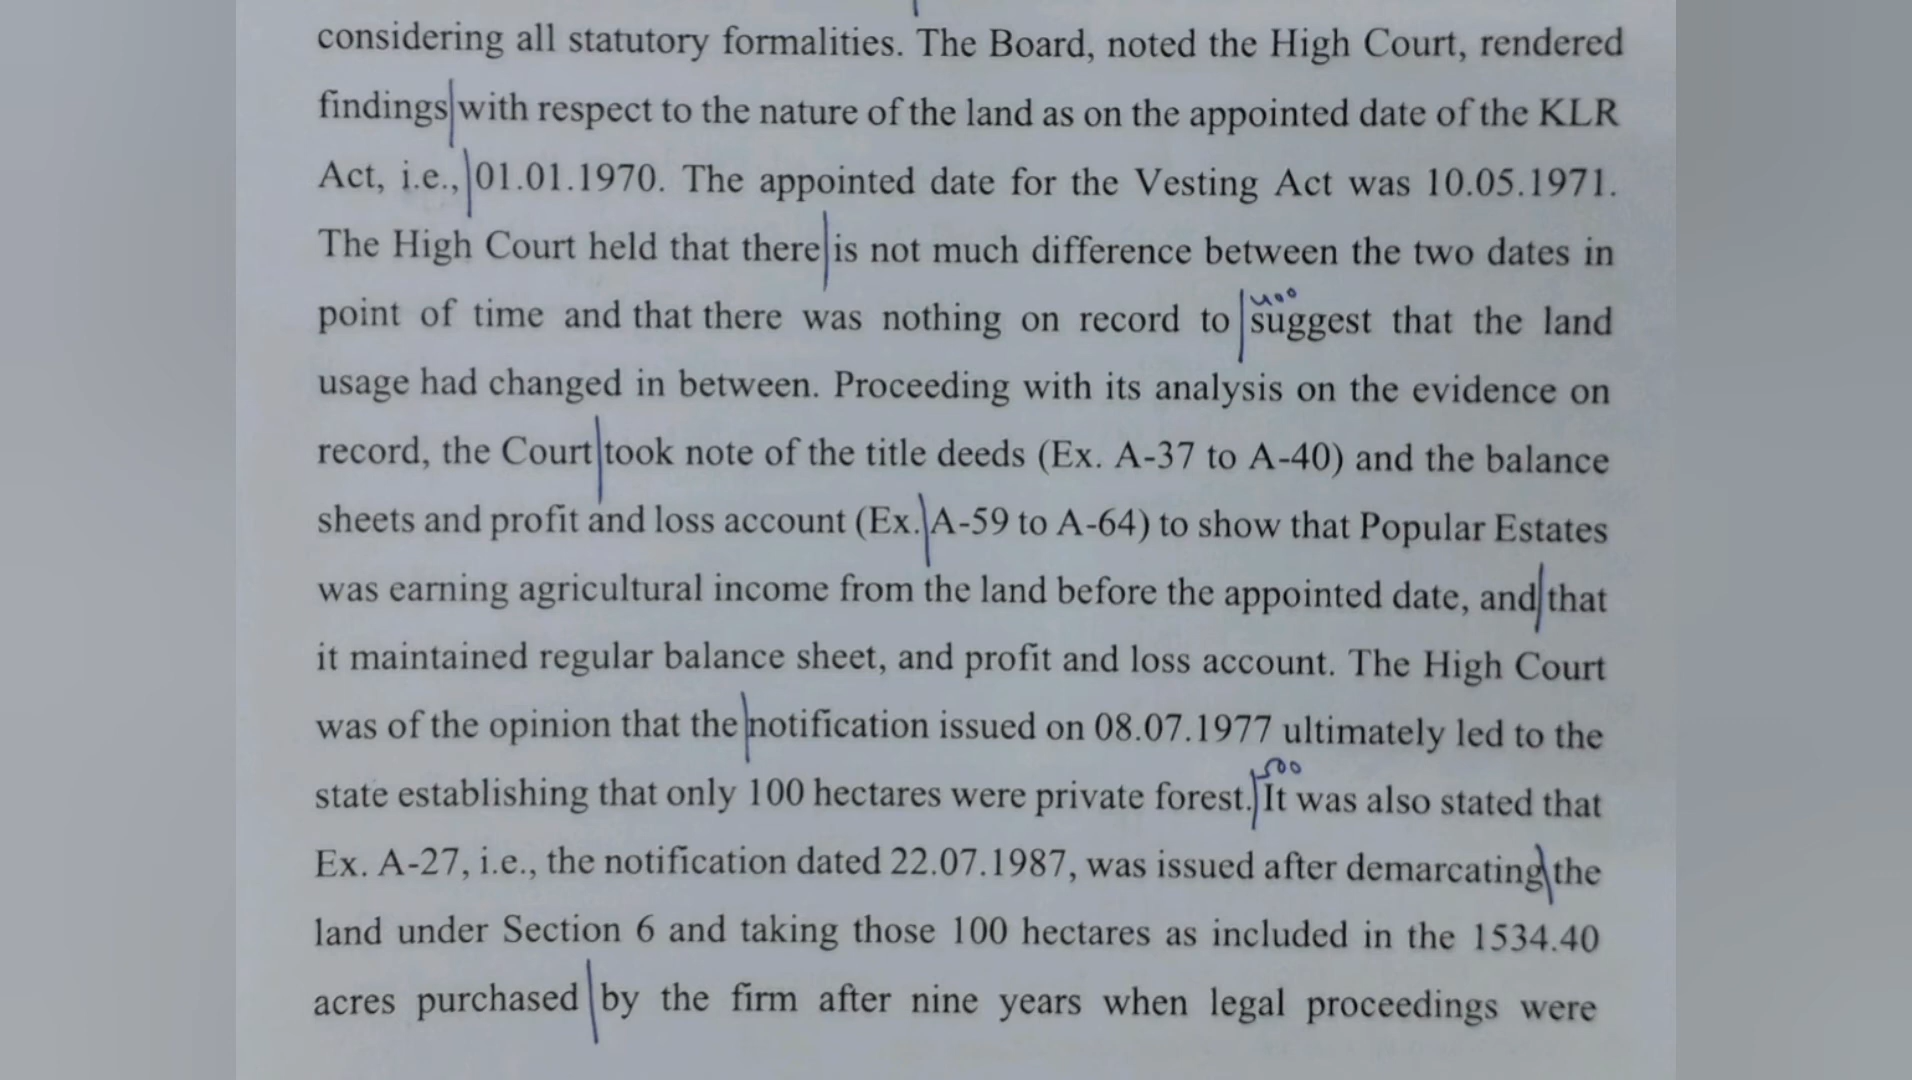 considering all statutory formalities. The Board, noted the High Court, rendered
findings with respect to the nature of the land as on the appointed date of the KLR
Act, i.e., 01.01.1970. The appointed date for the Vesting Act was 10.05.1971.
The High Court held that there is not much difference between the two dates in
400
point of time and that there was nothing on record to suggest that the land
usage had changed in between. Proceeding with its analysis on the evidence on
record, the Court took note of the title deeds (Ex. A-37 to A-40) and the balance
sheets and profit and loss account (Ex. A-59 to A-64) to show that Popular Estates
was earning agricultural income from the land before the appointed date, and that
it maintained regular balance sheet, and profit and loss account. The High Court
was of the opinion that the notification issued on 08.07.1977 ultimately led to the
500
state establishing that only 100 hectares were private forest. It was also stated that
Ex. A-27, i.e., the notification dated 22.07.1987, was issued after demarcating the
land under Section 6 and taking those 100 hectares as included in the 1534.40
acres purchased by the firm after nine years when legal proceedings were